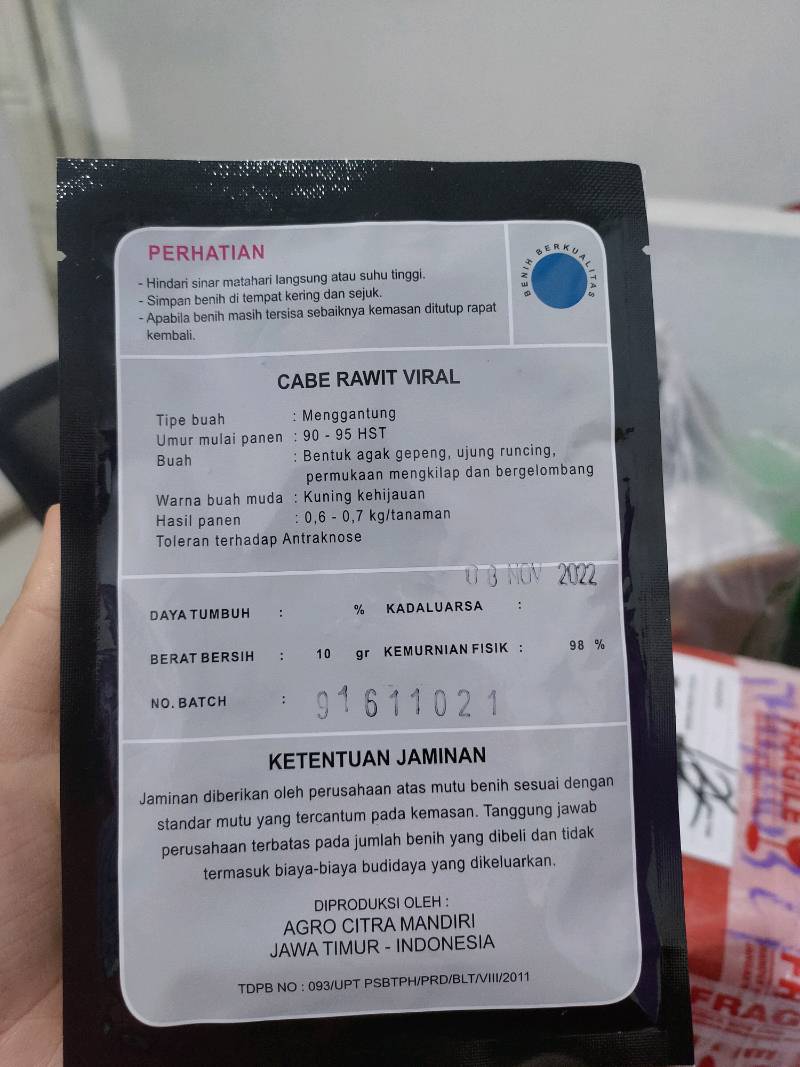 PERHATIAN
- Hindari sinar matahari langsung atau suhu tinggi.
- Simpan benih di tempat kering dan sejuk.
- Apabila benih masih tersisa sebaiknya kemasan ditutup rapat
kembali.
BENIH BERKUALITAS
CABE RAWIT VIRAL
Tipe buah : Menggantung
Umur mulai panen : 90 - 95 HST
Buah : Bentuk agak gepeng, ujung runcing,
permukaan mengkilap dan bergelombang
Warna buah muda : Kuning kehijauan
Hasil panen : 0,6 - 0,7 kg/tanaman
Toleran terhadap Antraknose
08 NOV 2022
DAYA TUMBUH : % KADALUARSA :
BERAT BERSIH : 10 gr KEMURNIAN FISIK : 98 %
NO. BATCH : 91611021
KETENTUAN JAMINAN
Jaminan diberikan oleh perusahaan atas mutu benih sesuai dengan
standar mutu yang tercantum pada kemasan. Tanggung jawab
perusahaan terbatas pada jumlah benih yang dibeli dan tidak
termasuk biaya-biaya budidaya yang dikeluarkan.
DIPRODUKSI OLEH :
AGRO CITRA MANDIRI
JAWA TIMUR - INDONESIA
TDPB NO : 093/UPT PSBTPH/PRD/BLT/VIII/2011
FRAGILE
FRAG